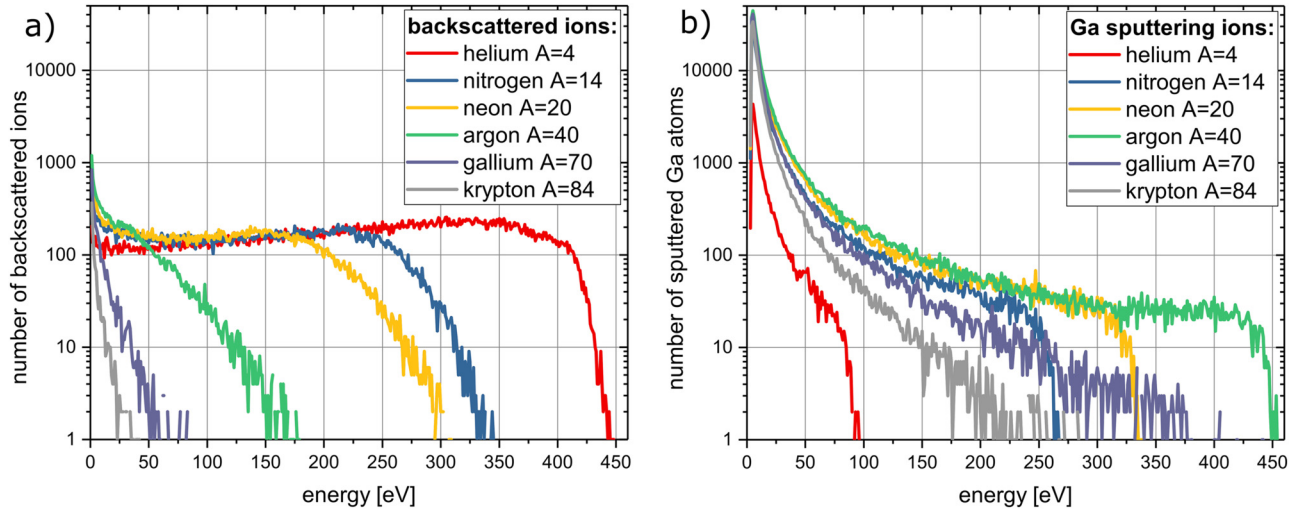 a)
backscattered ions:
helium A=4
nitrogen A=14
neon A=20
argon A=40
gallium A=70
krypton A=84
number of backscattered ions
10000
1000
100
10
1
0 50 100 150 200 250 300 350 400 450
energy [eV]
b)
Ga sputtering ions:
helium A=4
nitrogen A=14
neon A=20
argon A=40
gallium A=70
krypton A=84
number of sputtered Ga atoms
10000
1000
100
10
1
0 50 100 150 200 250 300 350 400 450
energy [eV]